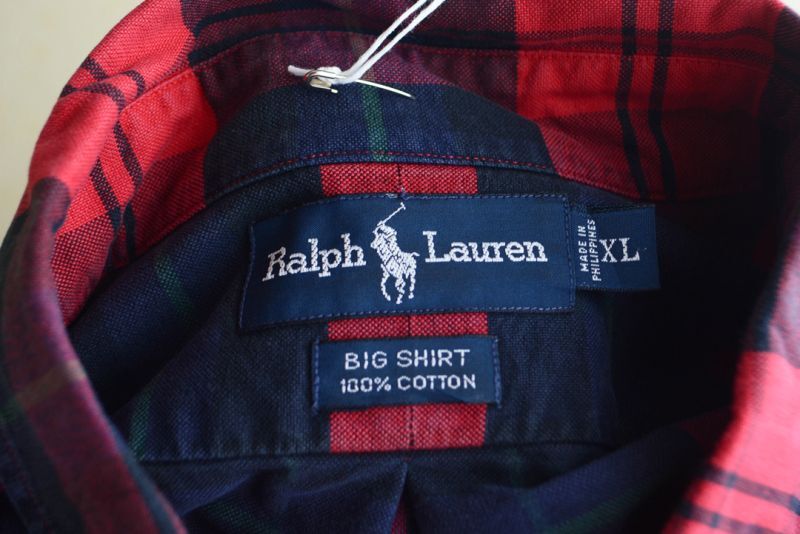 Ralph Lauren
MADE IN
PHILIPPINES
XL
BIG SHIRT
100% COTTON